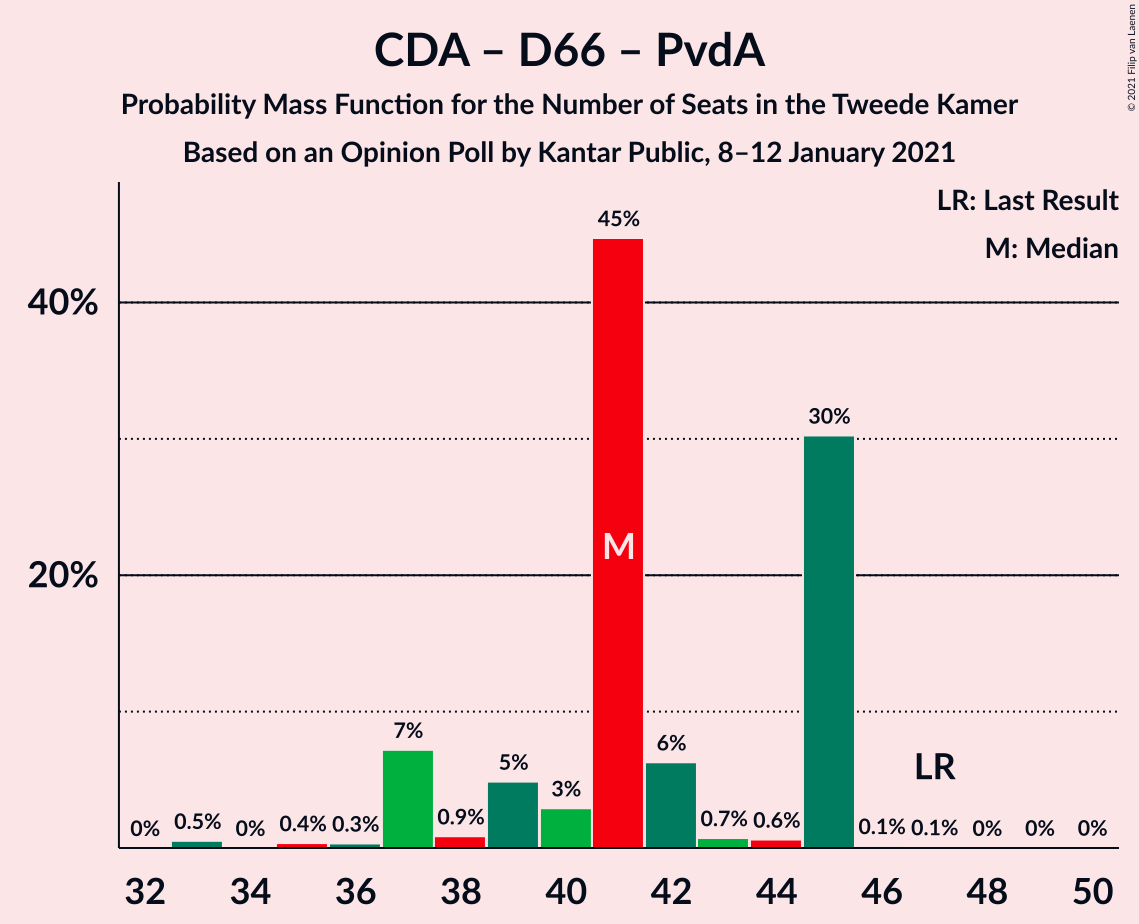 CDA – D66 – PvdA
Probability Mass Function for the Number of Seats in the Tweede Kamer
Based on an Opinion Poll by Kantar Public, 8–12 January 2021
© 2021 Filip van Laenen
LR: Last Result
M: Median
40%
20%
0% 0.5% 0% 0.4% 0.3% 7% 0.9% 5% 3% 45% 6% 0.7% 0.6% 30% 0.1% 0.1% 0% 0% 0%
M
LR
32 34 36 38 40 42 44 46 48 50